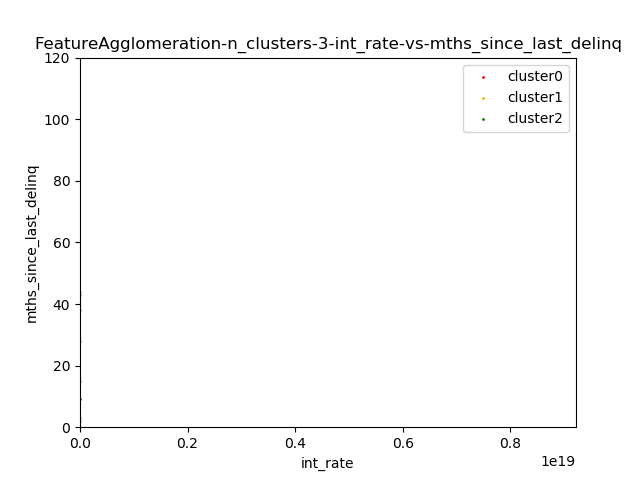 FeatureAgglomeration-n_clusters-3-int_rate-vs-mths_since_last_delinq
cluster0
cluster1
cluster2
120
100
80
60
40
20
0
mths_since_last_delinq
0.0 0.2 0.4 0.6 0.8
1e19
int_rate